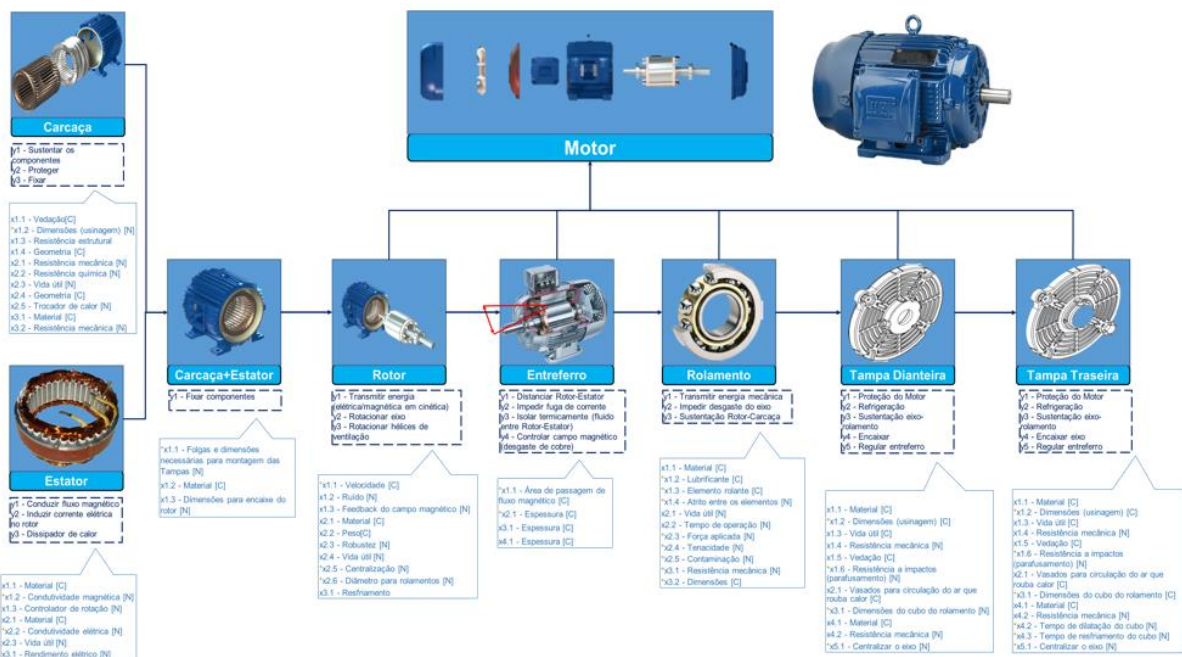 Carcaça
y1 - Sustentar os
componentes
y2 - Proteger
y3 - Fixar
x1.1 - Vedação[C]
*x1.2 - Dimensões (usinagem) [N]
x1.3 - Resistência estrutural
x1.4 - Geometria [C]
x2.1 - Resistência mecânica [N]
x2.2 - Resistência química [N]
x2.3 - Vida útil [N]
x2.4 - Geometria [C]
x2.5 - Trocador de calor [N]
x3.1 - Material [C]
x3.2 - Resistência mecânica [N]
Estator
y1 - Conduzir fluxo magnético
y2 - Induzir corrente elétrica
no rotor
y3 - Dissipador de calor
x1.1 - Material [C]
*x1.2 - Condutividade magnética [N]
x1.3 - Controlador de rotação [N]
x2.1 - Material [C]
*x2.2 - Condutividade elétrica [N]
x2.3 - Vida útil [N]
x3.1 - Rendimento elétrico [N]
Motor
Carcaça+Estator
y1 - Fixar componentes
*x1.1 - Folgas e dimensões
necessárias para montagem das
Tampas [N]
x1.2 - Material [C]
x1.3 - Dimensões para encaixe do
rotor [N]
Rotor
y1 - Transmitir energia
(elétrica/magnética em cinética)
y2 - Rotacionar eixo
y3 - Rotacionar hélices de
ventilação
*x1.1 - Velocidade [C]
x1.2 - Ruído [N]
x1.3 - Feedback do campo magnético [N]
x2.1 - Material [C]
x2.2 - Peso[C]
x2.3 - Robustez [N]
x2.4 - Vida útil [N]
*x2.5 - Centralização [N]
*x2.6 - Diâmetro para rolamentos [N]
x3.1 - Resfriamento
Entreferro
y1 - Distanciar Rotor-Estator
y2 - Impedir fuga de corrente
y3 - Isolar termicamente (fluido
entre Rotor-Estator)
y4 - Controlar campo magnético
(desgaste de cobre)
*x1.1 - Área de passagem de
fluxo magnético [C]
*x2.1 - Espessura [C]
x3.1 - Espessura [C]
x4.1 - Espessura [C]
Rolamento
y1 - Transmitir energia mecânica
y2 - Impedir desgaste do eixo
y3 - Sustentação Rotor-Carcaça
x1.1 - Material [C]
*x1.2 - Lubrificante [C]
*x1.3 - Elemento rolante [C]
*x1.4 - Atrito entre os elementos [N]
x2.1 - Vida útil [N]
x2.2 - Tempo de operação [N]
*x2.3 - Força aplicada [N]
*x2.4 - Tenacidade [N]
*x2.5 - Contaminação [N]
*x3.1 - Resistência mecânica [N]
*x3.2 - Dimensões [C]
Tampa Dianteira
y1 - Proteção do Motor
y2 - Refrigeração
y3 - Sustentação eixo-
rolamento
y4 - Encaixar
y5 - Regular entreferro
x1.1 - Material [C]
*x1.2 - Dimensões (usinagem) [C]
x1.3 - Vida útil [C]
x1.4 - Resistência mecânica [N]
x1.5 - Vedação [C]
*x1.6 - Resistência a impactos
(parafusamento) [N]
x2.1 - Vasados para circulação do ar que
rouba calor [C]
*x3.1 - Dimensões do cubo do rolamento [N]
x4.1 - Material [C]
x4.2 - Resistência mecânica [N]
*x5.1 - Centralizar o eixo [N]
Tampa Traseira
y1 - Proteção do Motor
y2 - Refrigeração
y3 - Sustentação eixo-
rolamento
y4 - Encaixar eixo
y5 - Regular entreferro
x1.1 - Material [C]
*x1.2 - Dimensões (usinagem) [N]
x1.3 - Vida útil [C]
x1.4 - Resistência mecânica [N]
x1.5 - Vedação [C]
*x1.6 - Resistência a impactos
(parafusamento) [N]
x2.1 - Vasados para circulação do ar que
rouba calor [C]
*x3.1 - Dimensões do cubo do rolamento [C]
x4.1 - Material [C]
x4.2 - Resistência mecânica [N]
*x4.2 - Tempo de dilatação do cubo [N]
*x4.3 - Tempo de resfriamento do cubo [N]
*x5.1 - Centralizar o eixo [N]